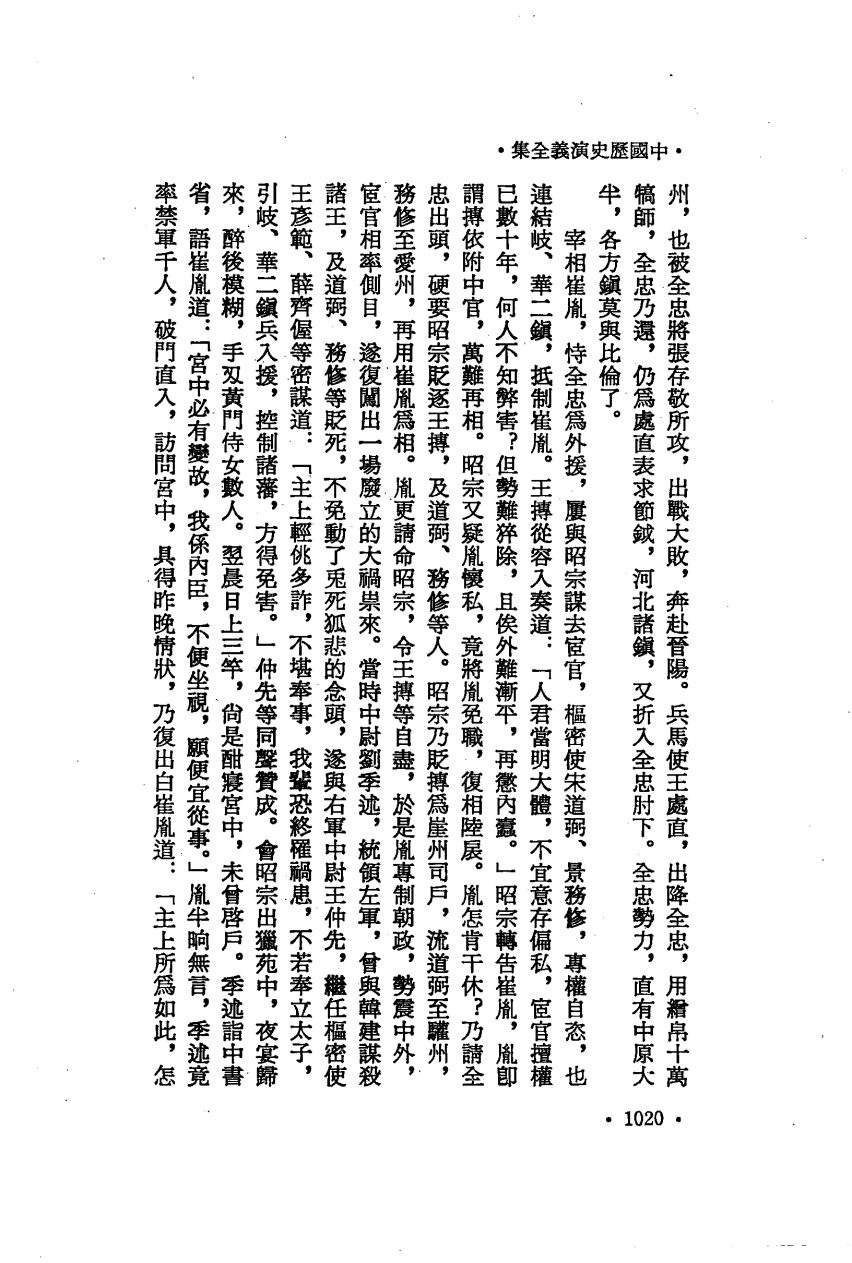 •中國歷史演義全集•
州，也被全忠將張存敬所攻，出戰大敗，奔赴晉陽。兵馬使王處直，出降全忠，用繒帛十萬
犒師，全忠乃還，仍爲處直表求節鉞，河北諸鎭，又折入全忠肘下。全忠勢力，直有中原大
半，各方鎭莫與比倫了。
宰相崔胤，恃全忠爲外援，屢與昭宗謀去宦官，樞密使宋道弼、景務修，專權自恣，也
連結岐、華二鎭，抵制崔胤。王摶從容入奏道：「人君當明大體，不宜意存偏私，宦官擅權
已數十年，何人不知弊害？但勢難猝除，且俟外難漸平，再懲內蠹。」昭宗轉告崔胤，胤卽
謂摶依附中官，萬難再相。昭宗又疑胤懷私，竟將胤免職，復相陸扆。胤怎肯干休？乃請全
忠出頭，硬要昭宗貶逐王摶，及道弼、務修等人。昭宗乃貶摶爲崖州司戶，流道弼至驩州，
務修至愛州，再用崔胤爲相。胤更請命昭宗，令王摶等自盡，於是胤專制朝政，勢震中外，
宦官相率側目，遂復闖出一場廢立的大禍祟來。當時中尉劉季述，統領左軍，曾與韓建謀殺
諸王，及道弼、務修等貶死，不免動了兎死狐悲的念頭，遂與右軍中尉王仲先，繼任樞密使
王彥範、薛齊偓等密謀道：「主上輕佻多詐，不堪奉事，我輩恐終罹禍患，不若奉立太子，
引岐、華二鎭兵入援，控制諸藩，方得免害。」仲先等同聲贊成。會昭宗出獵苑中，夜宴歸
來，醉後模糊，手刃黃門侍女數人。翌晨日上三竿，尙是酣寢宮中，未曾啓戶。季述詣中書
省，語崔胤道：「宮中必有變故，我係內臣，不便坐視，願便宜從事。」胤半晌無言，季述竟
率禁軍千人，破門直入，訪問宮中，具得昨晚情狀，乃復出白崔胤道：「主上所爲如此，怎
•1020•